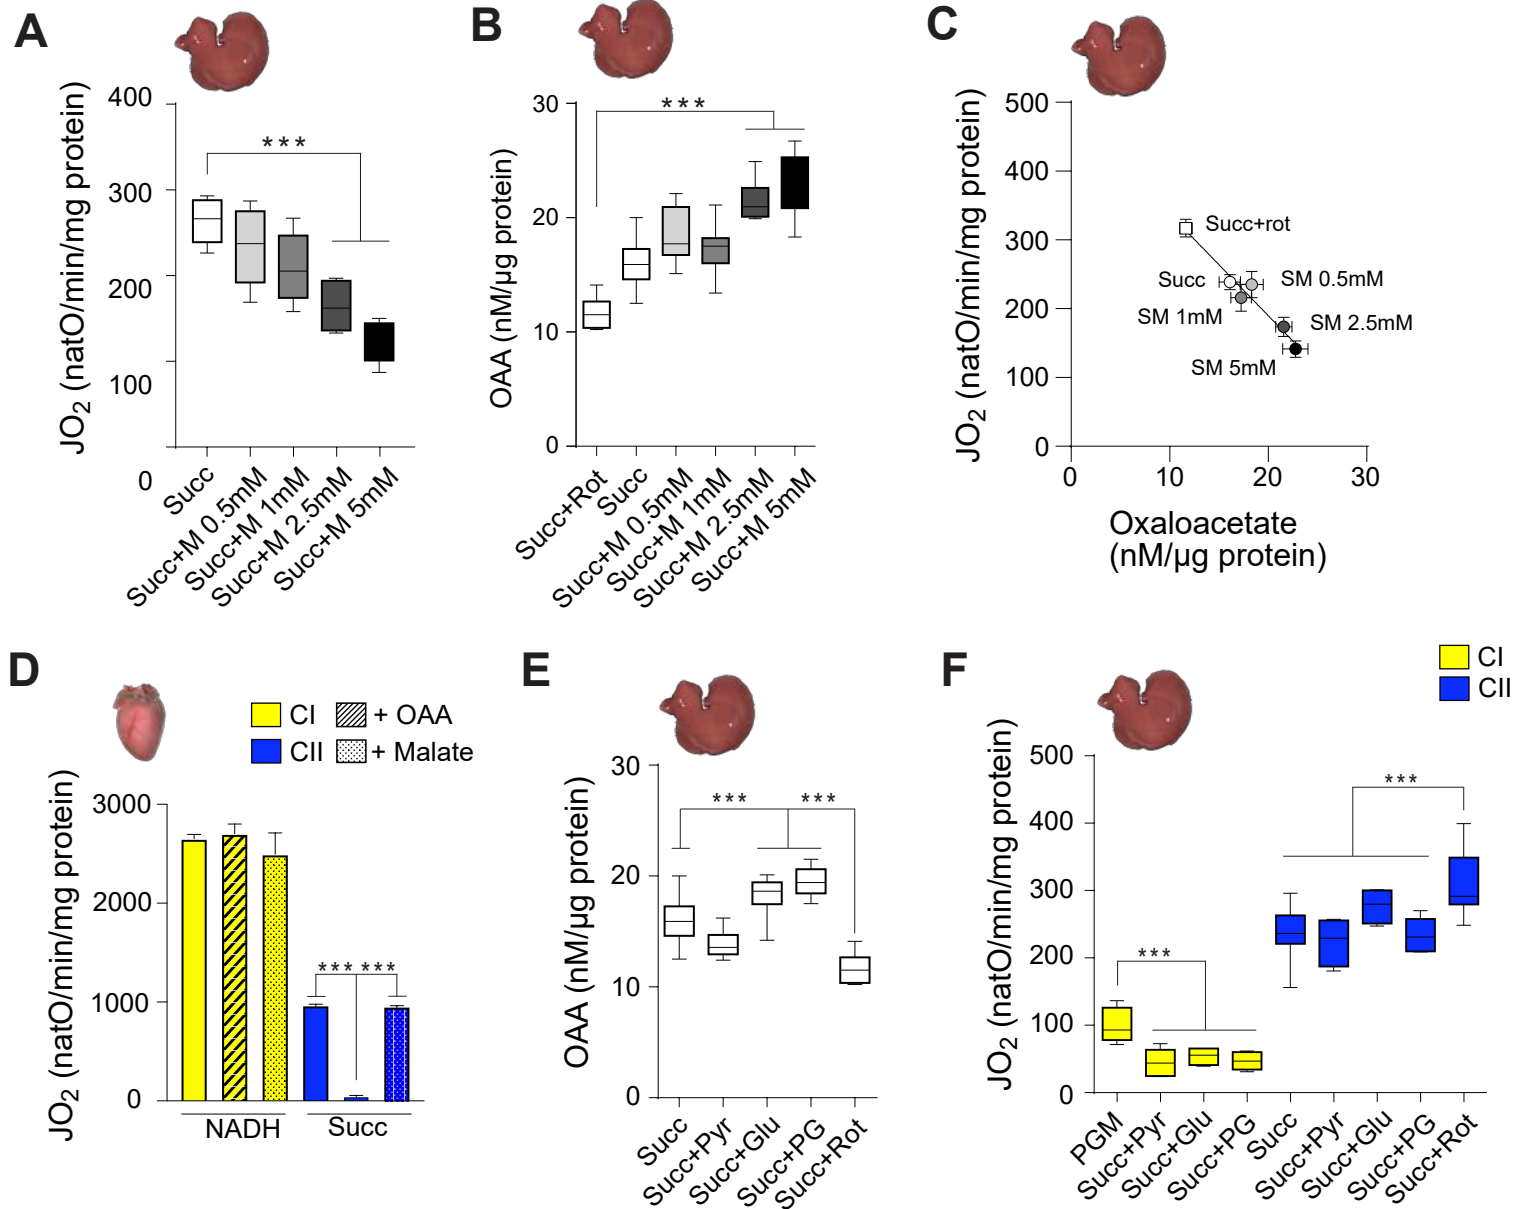 A
JO2 (natO/min/mg protein)
400
300
200
100
0
***
Succ
Succ+M 0.5mM
Succ+M 1mM
Succ+M 2.5mM
Succ+M 5mM
B
OAA (nM/µg protein)
30
20
10
0
***
Succ+Rot
Succ
Succ+M 0.5mM
Succ+M 1mM
Succ+M 2.5mM
Succ+M 5mM
C
JO2 (natO/min/mg protein)
500
400
300
200
100
0
Succ+rot
Succ
SM 0.5mM
SM 1mM
SM 2.5mM
SM 5mM
0 10 20 30
Oxaloacetate
(nM/µg protein)
D
CI + OAA
CII + Malate
JO2 (natO/min/mg protein)
3000
2000
1000
0
*** ***
NADH Succ
E
OAA (nM/µg protein)
30
20
10
0
*** ***
Succ
Succ+Pyr
Succ+Glu
Succ+PG
Succ+Rot
F
CI
CII
JO2 (natO/min/mg protein)
500
400
300
200
100
0
***
***
PGM
Succ+Pyr
Succ+Glu
Succ+PG
Succ
Succ+Pyr
Succ+Glu
Succ+PG
Succ+Rot